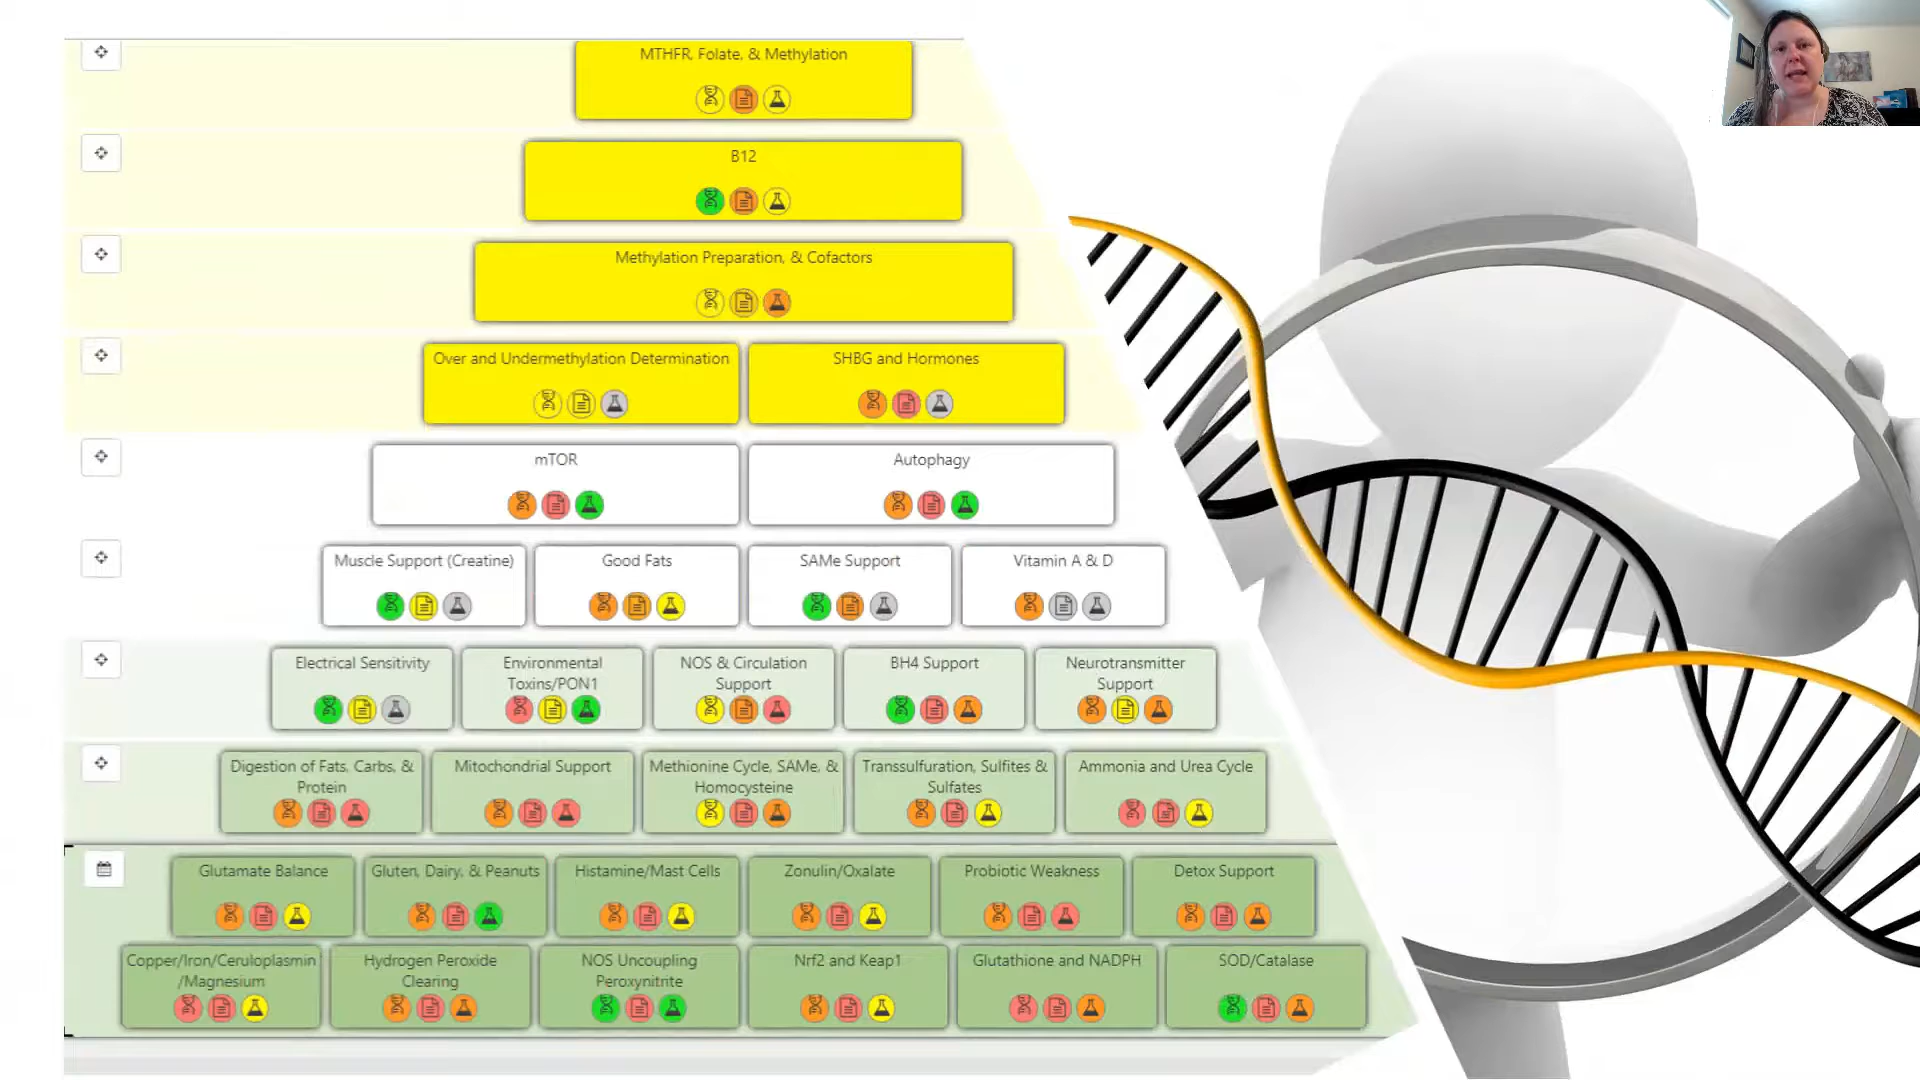 MTHFR, Folate, & Methylation
B12
Methylation Preparation, & Cofactors
Over and Undermethylation Determination
SHBG and Hormones
mTOR
Autophagy
Muscle Support (Creatine)
Good Fats
SAMe Support
Vitamin A & D
Electrical Sensitivity
Environmental
Toxins/PON1
NOS & Circulation
Support
BH4 Support
Neurotransmitter
Support
Digestion of Fats, Carbs, &
Protein
Mitochondrial Support
Methionine Cycle, SAMe, &
Homocysteine
Transsulfuration, Sulfites &
Sulfates
Ammonia and Urea Cycle
Glutamate Balance
Gluten, Dairy, & Peanuts
Histamine/Mast Cells
Zonulin/Oxalate
Probiotic Weakness
Detox Support
Copper/Iron/Ceruloplasmin
/Magnesium
Hydrogen Peroxide
Clearing
NOS Uncoupling
Peroxynitrite
Nrf2 and Keap1
Glutathione and NADPH
SOD/Catalase